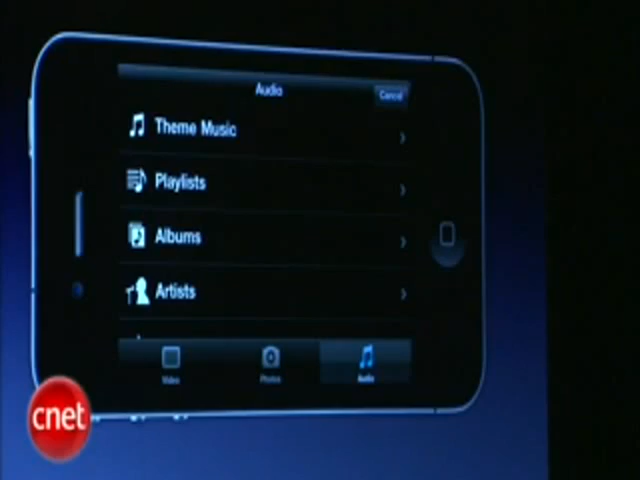 Audio
Cancel
Theme Music
Playlists
Albums
Artists
Video
Photos
Audio
cnet